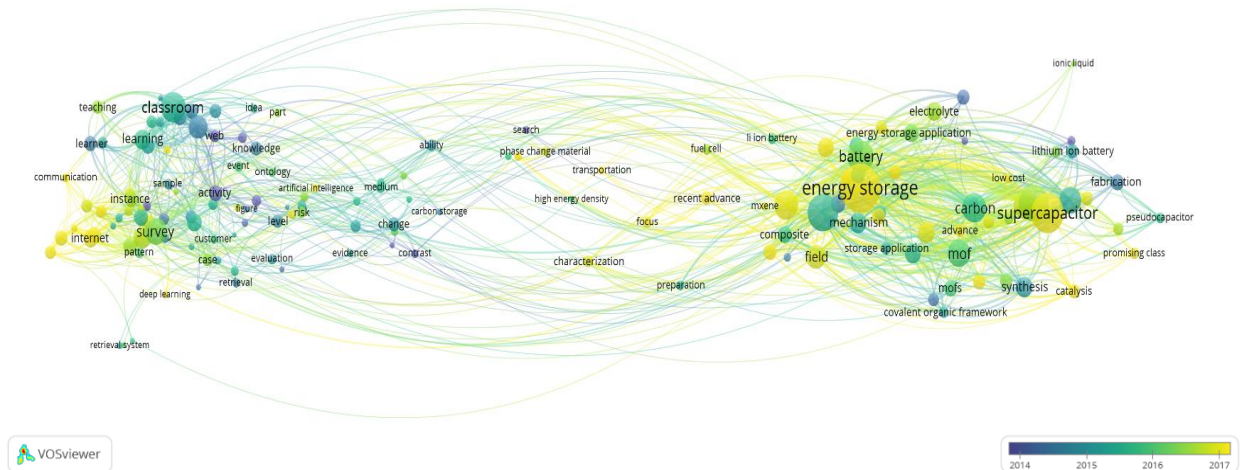 ionic liquid
teaching
classroom
idea
part
electrolyte
learning
web
search
li ion battery
energy storage application
learner
knowledge
ability
phase change material
fuel cell
battery
lithium ion battery
event
ontology
transportation
low cost
communication
sample
instance
activity
artificial intelligence
medium
energy storage
fabrication
figure
risk
carbon storage
high energy density
recent advance
mxene
carbon
supercapacitor
pseudocapacitor
survey
level
change
focus
mechanism
advance
internet
customer
composite
pattern
case
evaluation
evidence
contrast
characterization
field
storage application
mof
promising class
retrieval
deep learning
preparation
mofs
synthesis
catalysis
covalent organic framework
retrieval system
VOSviewer
2014 2015 2016 2017